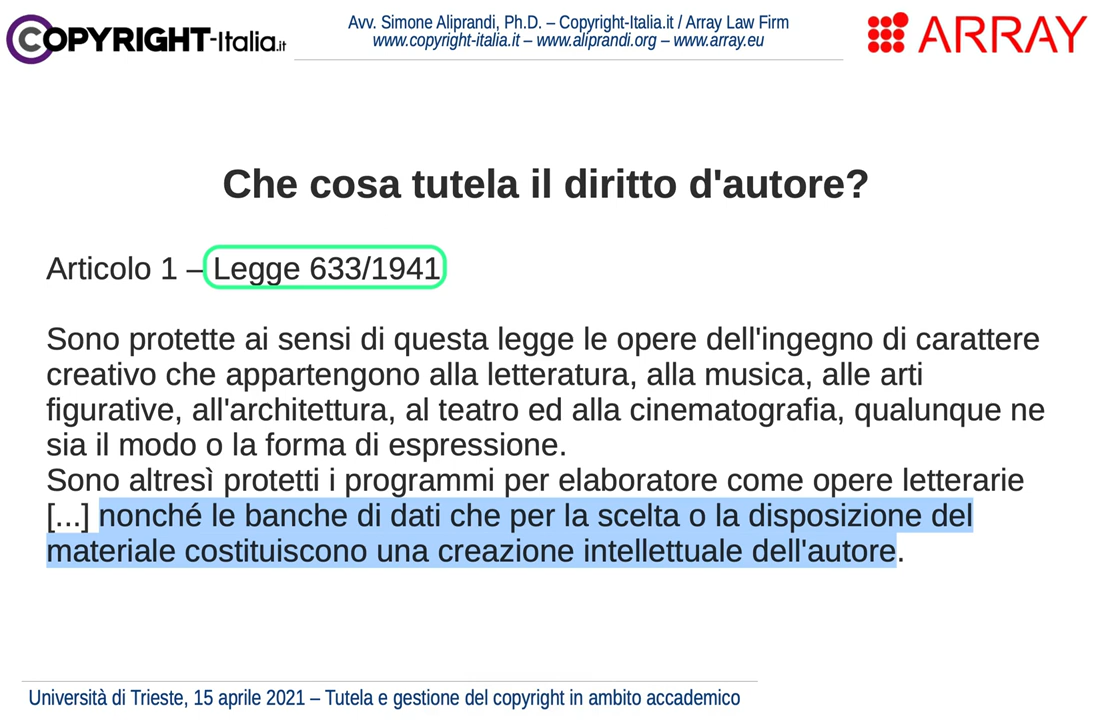 COPYRIGHT-Italia.it
Avv. Simone Aliprandi, Ph.D. – Copyright-Italia.it / Array Law Firm
www.copyright-italia.it – www.aliprandi.org – www.array.eu
ARRAY
Che cosa tutela il diritto d'autore?
Articolo 1 – Legge 633/1941
Sono protette ai sensi di questa legge le opere dell'ingegno di carattere
creativo che appartengono alla letteratura, alla musica, alle arti
figurative, all'architettura, al teatro ed alla cinematografia, qualunque ne
sia il modo o la forma di espressione.
Sono altresì protetti i programmi per elaboratore come opere letterarie
[...] nonché le banche di dati che per la scelta o la disposizione del
materiale costituiscono una creazione intellettuale dell'autore.
Università di Trieste, 15 aprile 2021 – Tutela e gestione del copyright in ambito accademico